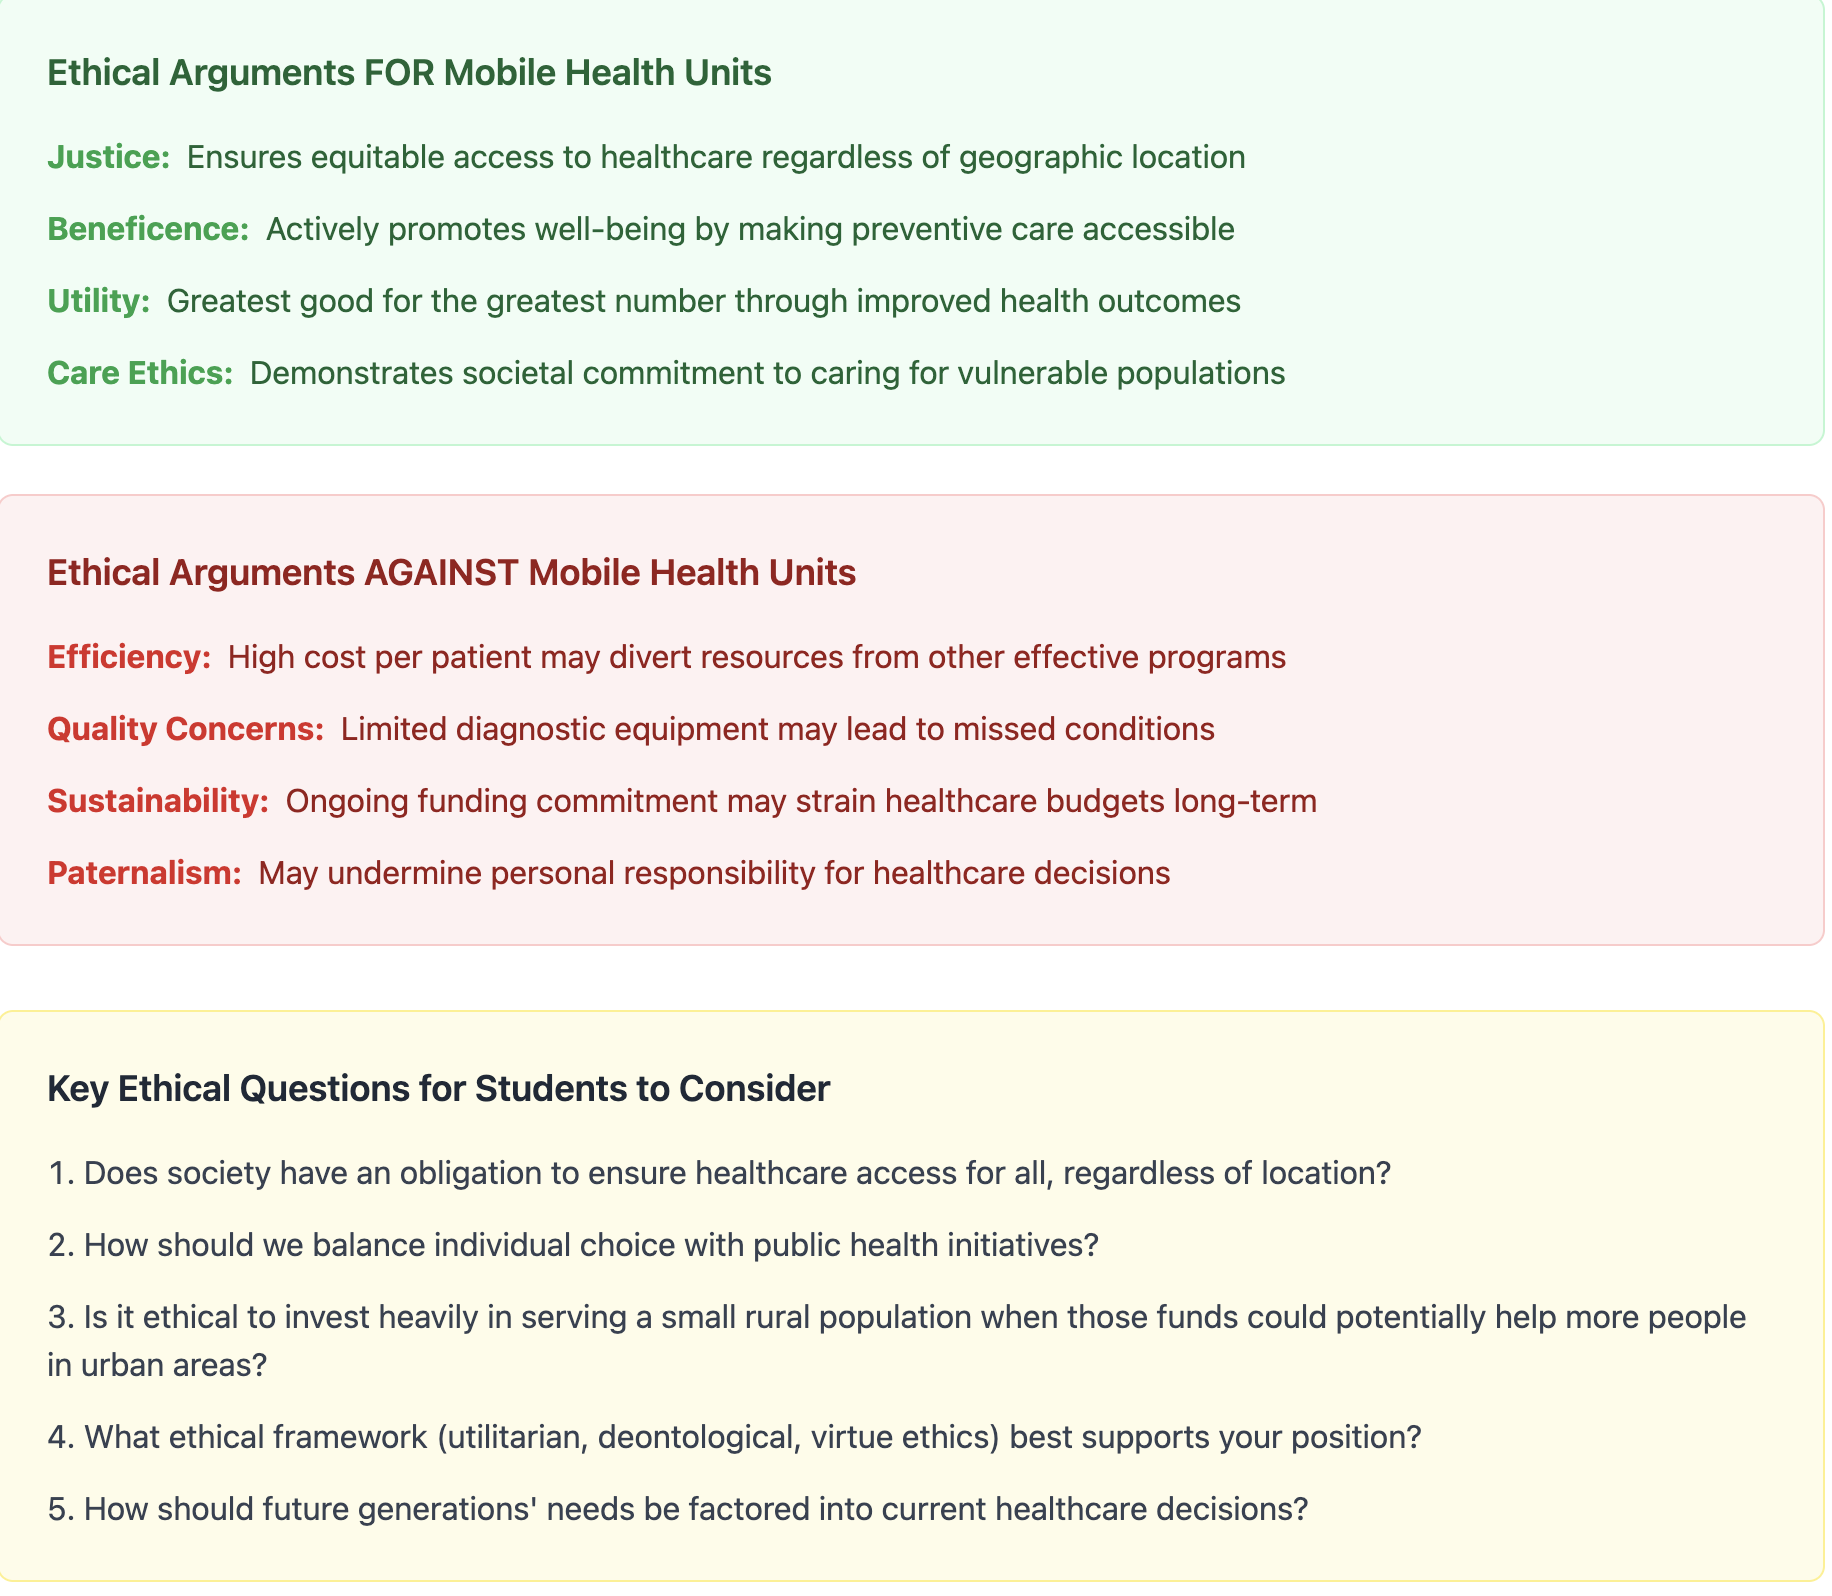 Ethical Arguments FOR Mobile Health Units
Justice: Ensures equitable access to healthcare regardless of geographic location
Beneficence: Actively promotes well-being by making preventive care accessible
Utility: Greatest good for the greatest number through improved health outcomes
Care Ethics: Demonstrates societal commitment to caring for vulnerable populations
Ethical Arguments AGAINST Mobile Health Units
Efficiency: High cost per patient may divert resources from other effective programs
Quality Concerns: Limited diagnostic equipment may lead to missed conditions
Sustainability: Ongoing funding commitment may strain healthcare budgets long-term
Paternalism: May undermine personal responsibility for healthcare decisions
Key Ethical Questions for Students to Consider
1. Does society have an obligation to ensure healthcare access for all, regardless of location?
2. How should we balance individual choice with public health initiatives?
3. Is it ethical to invest heavily in serving a small rural population when those funds could potentially help more people
in urban areas?
4. What ethical framework (utilitarian, deontological, virtue ethics) best supports your position?
5. How should future generations' needs be factored into current healthcare decisions?